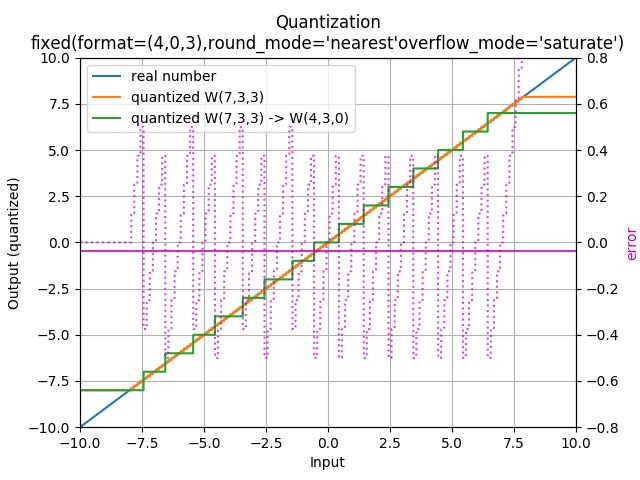 Quantization
fixed(format=(4,0,3),round_mode='nearest'overflow_mode='saturate')
real number
quantized W(7,3,3)
quantized W(7,3,3) -> W(4,3,0)
10.0
7.5
5.0
2.5
0.0
−2.5
−5.0
−7.5
−10.0
Output (quantized)
0.8
0.6
0.4
0.2
0.0
−0.2
−0.4
−0.6
−0.8
error
−10.0 −7.5 −5.0 −2.5 0.0 2.5 5.0 7.5 10.0
Input